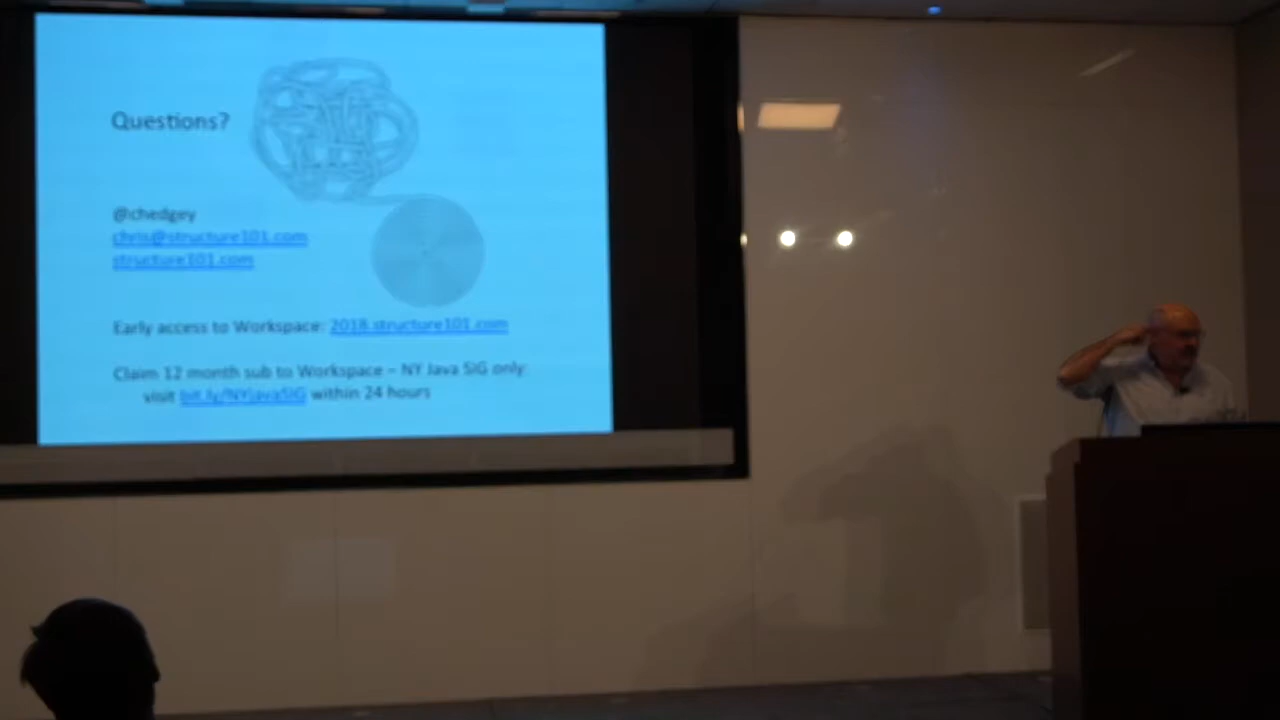 Questions?
@chedgey
chris@structure101.com
structure101.com
Early access to Workspace: 2018.structure101.com
Claim 12 month sub to Workspace – NY Java SIG only:
visit bit.ly/NYJavaSIG within 24 hours